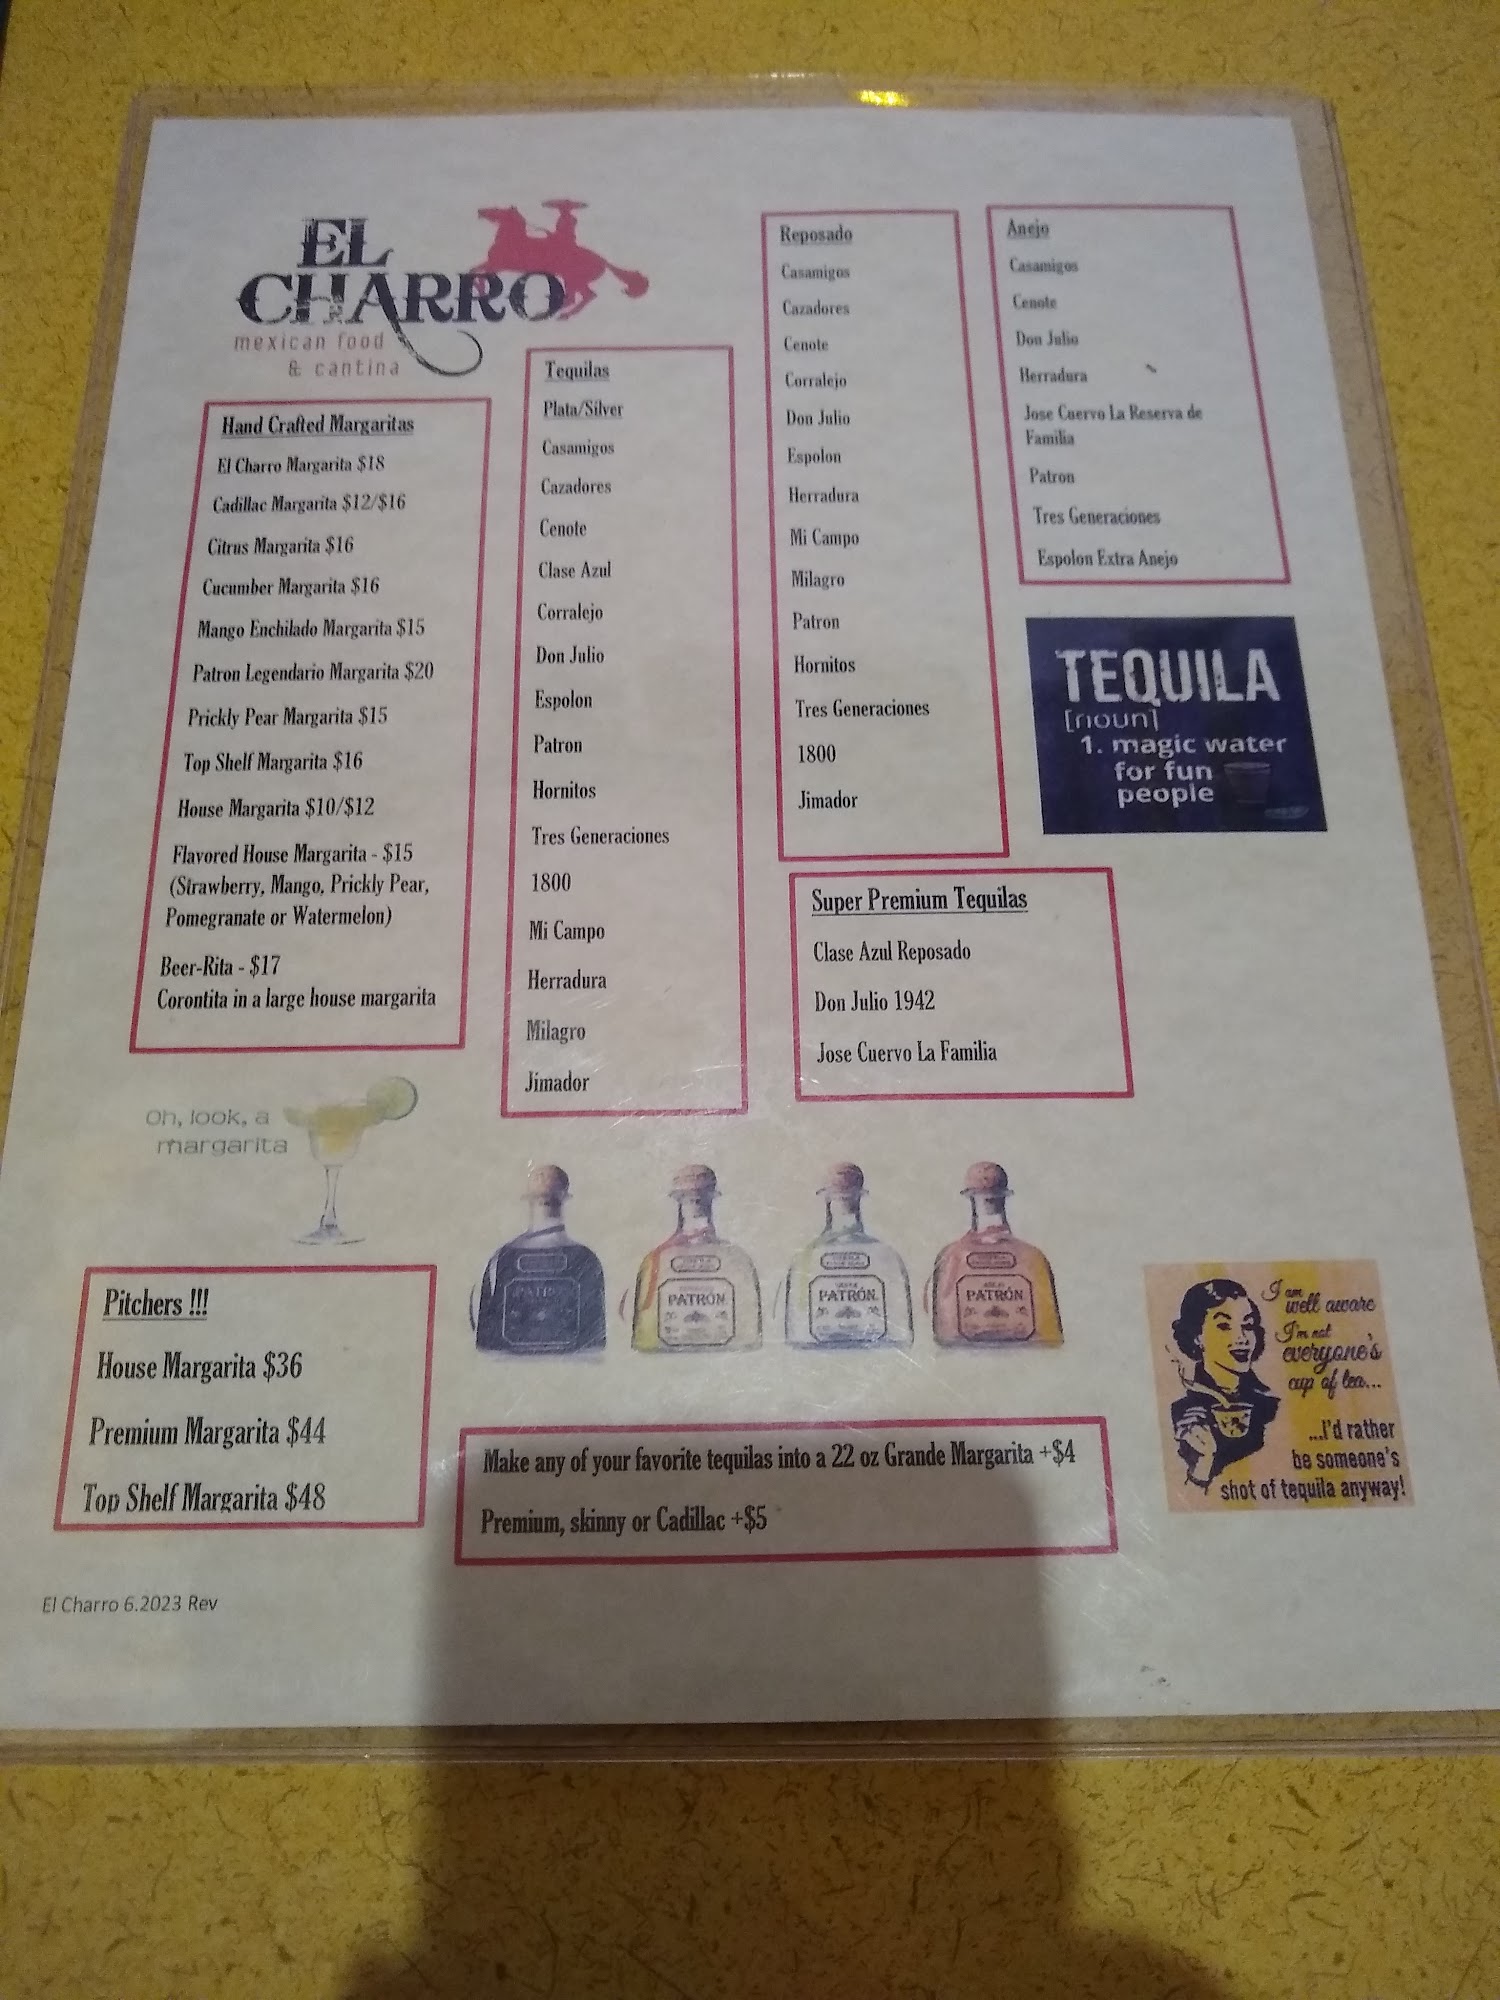 EL
CHARRO
mexican food
& cantina
Hand Crafted Margaritas
El Charro Margarita $18
Cadillac Margarita $12/$16
Citrus Margarita $16
Cucumber Margarita $16
Mango Enchilado Margarita $15
Patron Legendario Margarita $20
Prickly Pear Margarita $15
Top Shelf Margarita $16
House Margarita $10/$12
Flavored House Margarita - $15
(Strawberry, Mango, Prickly Pear,
Pomegranate or Watermelon)
Beer-Rita - $17
Corontita in a large house margarita
Oh, look, a
margarita
Pitchers !!!
House Margarita $36
Premium Margarita $44
Top Shelf Margarita $48
El Charro 6.2023 Rev
Tequilas
Plata/Silver
Casamigos
Cazadores
Cenote
Clase Azul
Corralejo
Don Julio
Espolon
Patron
Hornitos
Tres Generaciones
1800
Mi Campo
Herradura
Milagro
Jimador
Reposado
Casamigos
Cazadores
Cenote
Corralejo
Don Julio
Espolon
Herradura
Mi Campo
Milagro
Patron
Hornitos
Tres Generaciones
1800
Jimador
Anejo
Casamigos
Cenote
Don Julio
Herradura
Jose Cuervo La Reserva de
Familia
Patron
Tres Generaciones
Espolon Extra Anejo
TEQUILA
[noun]
1. magic water
for fun
people
Super Premium Tequilas
Clase Azul Reposado
Don Julio 1942
Jose Cuervo La Familia
PATRÓN
PATRÓN
PATRÓN
Make any of your favorite tequilas into a 22 oz Grande Margarita +$4
Premium, skinny or Cadillac +$5
I am
well aware
I'm not
everyone's
cup of tea...
...I'd rather
be someone's
shot of tequila anyway!